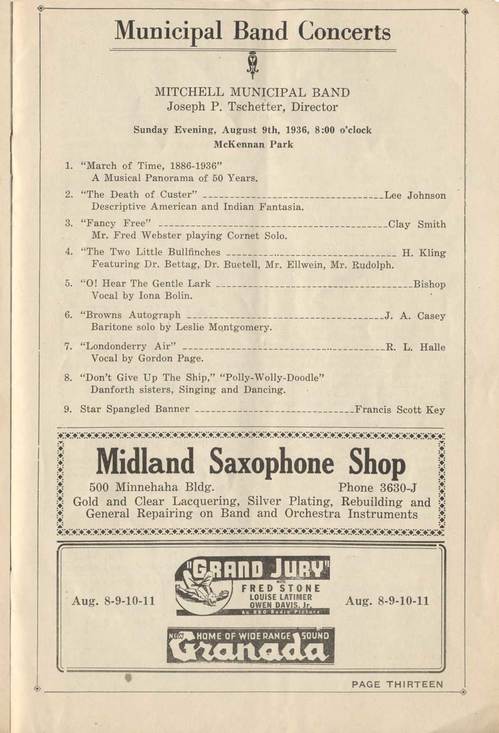 Municipal Band Concerts
MITCHELL MUNICIPAL BAND
Joseph P. Tschetter, Director
Sunday Evening, August 9th, 1936, 8:00 o'clock
McKennan Park
1. "March of Time, 1886-1936"
A Musical Panorama of 50 Years.
2. "The Death of Custer" Lee Johnson
Descriptive American and Indian Fantasia.
3. "Fancy Free" Clay Smith
Mr. Fred Webster playing Cornet Solo.
4. "The Two Little Bullfinches H. Kling
Featuring Dr. Bettag, Dr. Buetell, Mr. Ellwein, Mr. Rudolph.
5. "O! Hear The Gentle Lark Bishop
Vocal by Iona Bolin.
6. "Browns Autograph J. A. Casey
Baritone solo by Leslie Montgomery.
7. "Londonderry Air" R. L. Halle
Vocal by Gordon Page.
8. "Don't Give Up The Ship," "Polly-Wolly-Doodle"
Danforth sisters, Singing and Dancing.
9. Star Spangled Banner Francis Scott Key
Midland Saxophone Shop
500 Minnehaha Bldg. Phone 3630-J
Gold and Clear Lacquering, Silver Plating, Rebuilding and
General Repairing on Band and Orchestra Instruments
"GRAND JURY"
WITH
FRED STONE
LOUISE LATIMER
OWEN DAVIS, Jr.
An RKO Radio Picture
Aug. 8-9-10-11 Aug. 8-9-10-11
NEW HOME OF WIDE RANGE SOUND
Granada
PAGE THIRTEEN